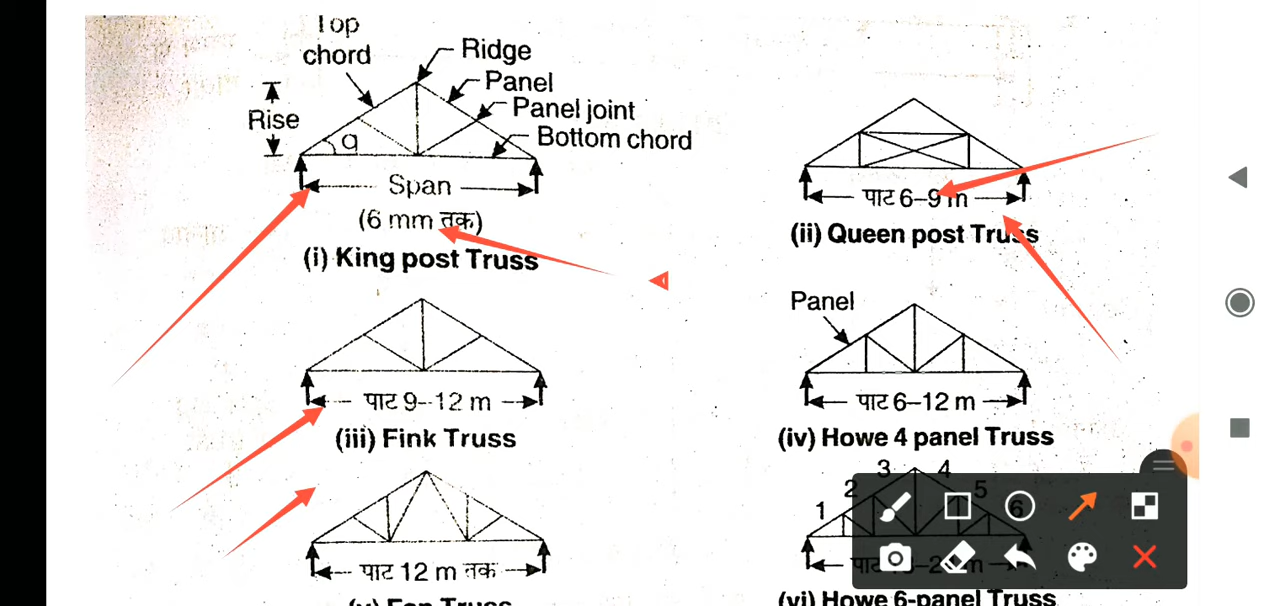 Top
chord
Ridge
Panel
Panel joint
Rise
q
Bottom chord
Span
(6 mm तक)
(i) King post Truss
पाट 6–9 m
(ii) Queen post Truss
पाट 9–12 m
(iii) Fink Truss
Panel
पाट 6–12 m
(iv) Howe 4 panel Truss
पाट 12 m तक
(v) Fan Truss
3 4
2 5
1 6
(vi) Howe 6-panel Truss